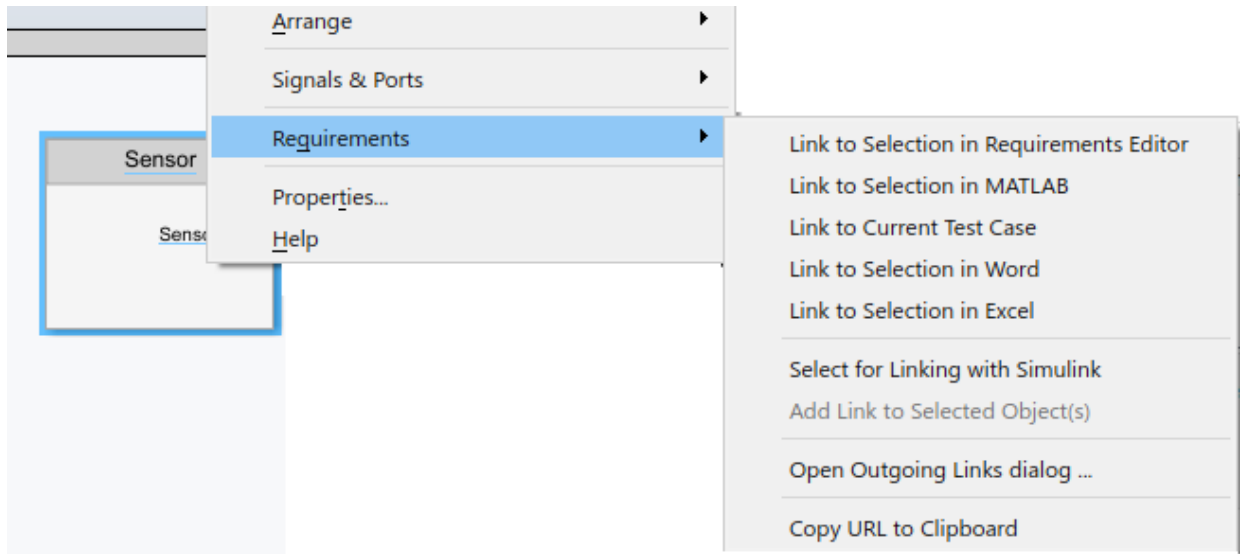 Arrange
Signals & Ports
Requirements
Properties...
Help
Sensor
Link to Selection in Requirements Editor
Link to Selection in MATLAB
Link to Current Test Case
Link to Selection in Word
Link to Selection in Excel
Select for Linking with Simulink
Add Link to Selected Object(s)
Open Outgoing Links dialog ...
Copy URL to Clipboard